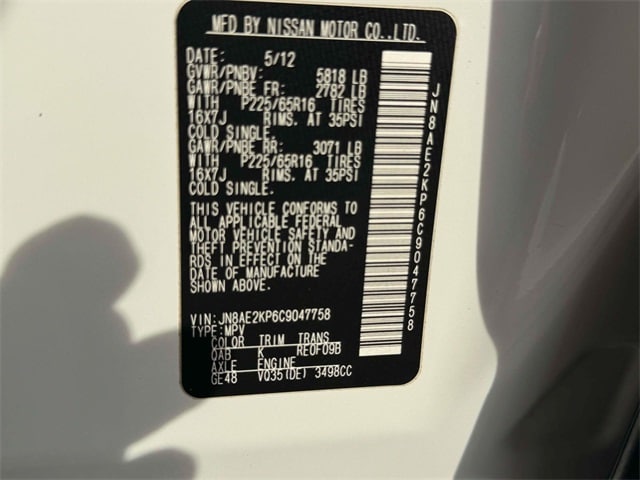 MFD BY NISSAN MOTOR CO.,LTD.
DATE: 5/12
GVWR/PNBV: 5818 LB
GAWR/PNBE FR: 2782 LB
WITH P225/65R16 TIRES
16X7J RIMS, AT 35PSI
COLD SINGLE.
GAWR/PNBE RR: 3071 LB
WITH P225/65R16 TIRES
16X7J RIMS, AT 35PSI
COLD SINGLE.
THIS VEHICLE CONFORMS TO
ALL APPLICABLE FEDERAL
MOTOR VEHICLE SAFETY AND
THEFT PREVENTION STANDA-
RDS IN EFFECT ON THE
DATE OF MANUFACTURE
SHOWN ABOVE.
VIN: JN8AE2KP6C9047758
TYPE: MPV
COLOR TRIM TRANS
QAB K RE0F09B
AXLE ENGINE
GE48 VQ35(DE) 3498CC
JN8AE2KP6C9047758